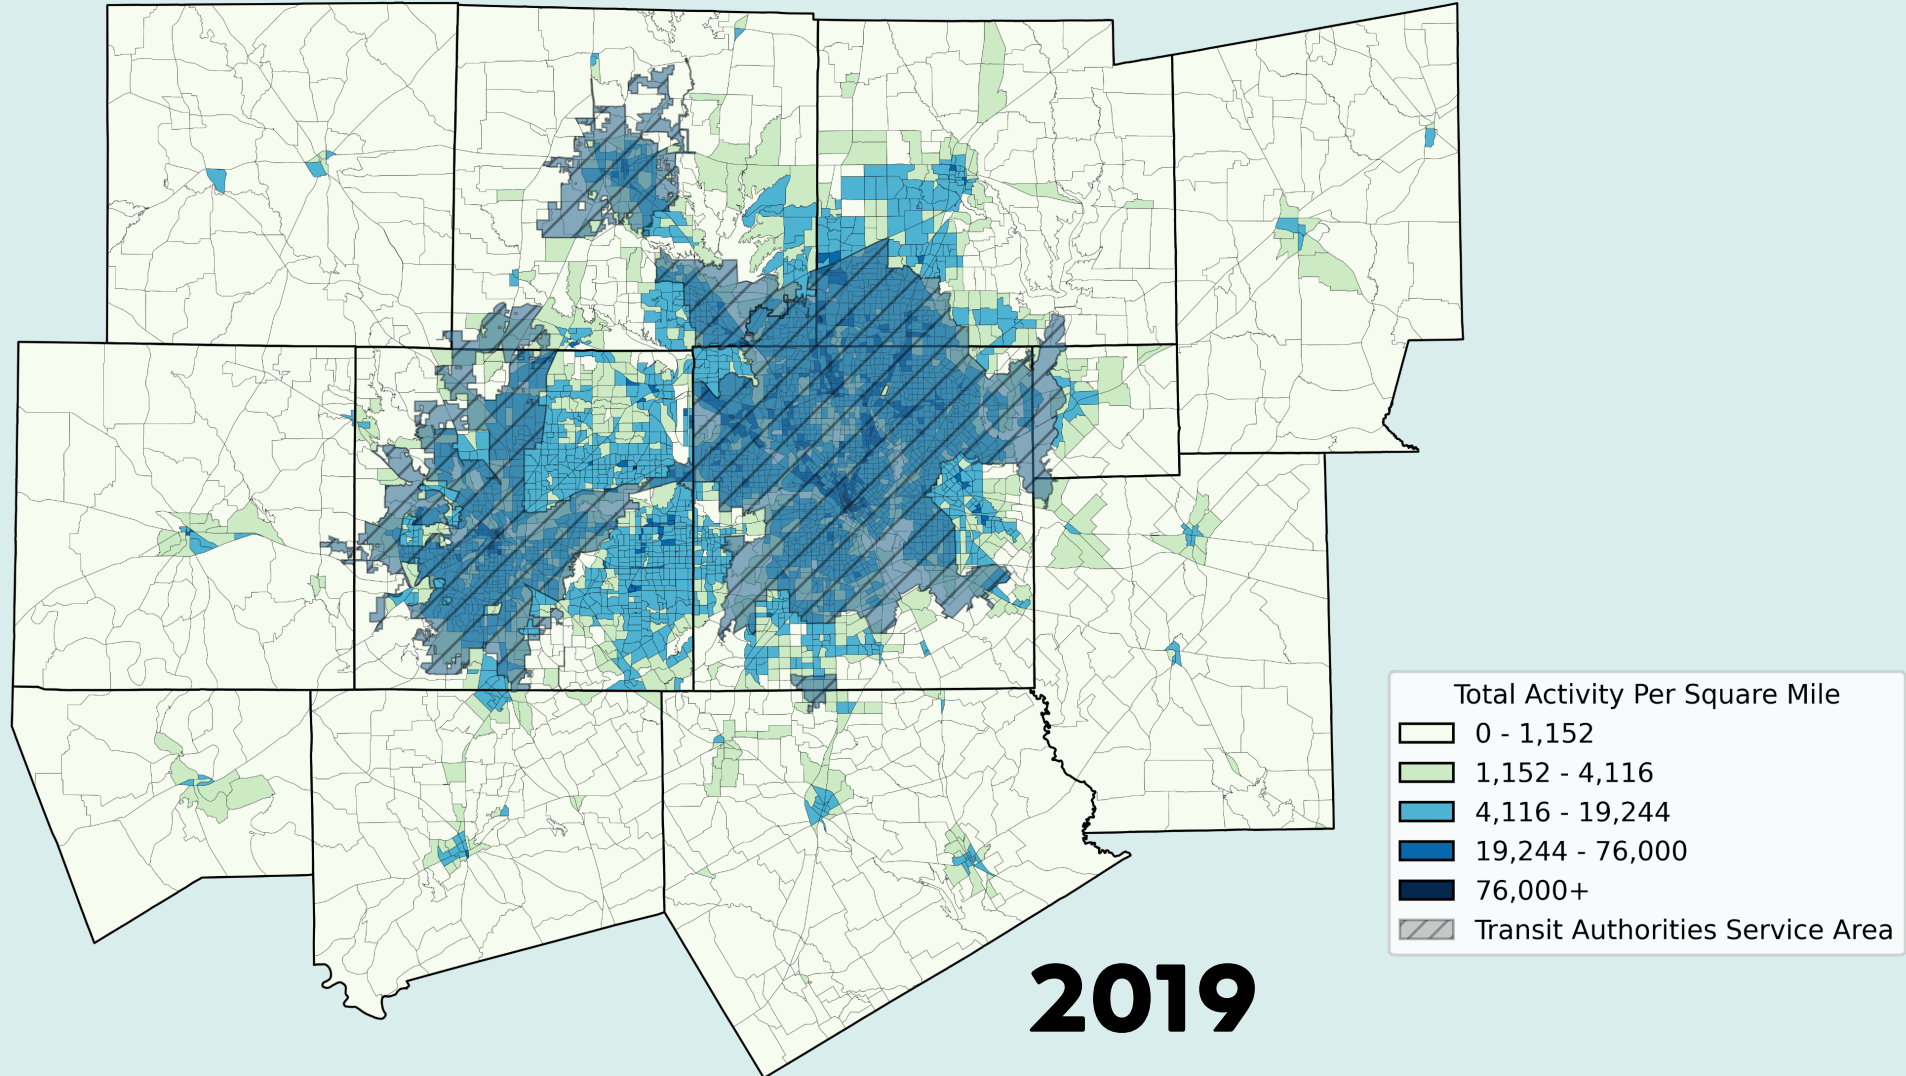 Total Activity Per Square Mile
0 - 1,152
1,152 - 4,116
4,116 - 19,244
19,244 - 76,000
76,000+
Transit Authorities Service Area
2019